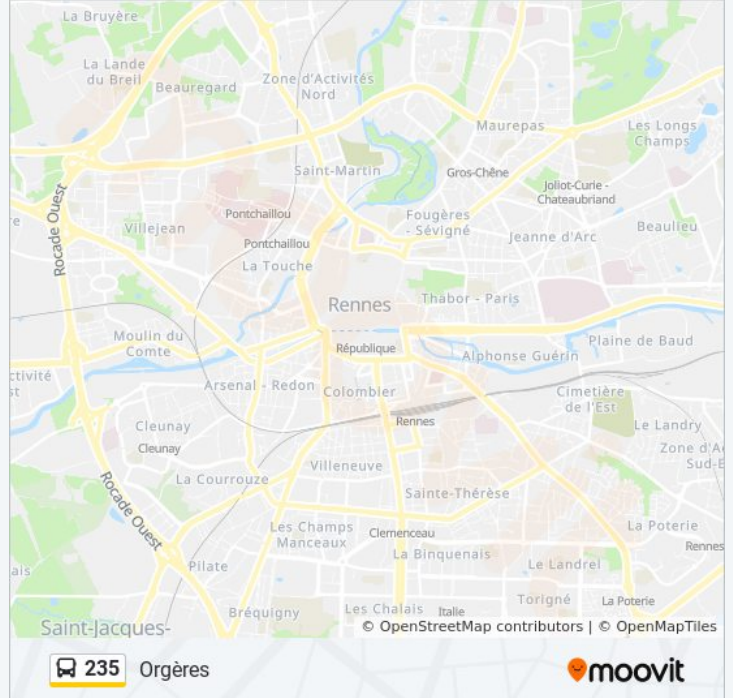 La Bruyère
La Lande
du Breil
Beauregard
Zone d'Activités
Nord
Maurepas
Les Longs
Champs
Saint-Martin
Gros-Chêne
Joliot-Curie -
Chateaubriand
Rocade Ouest
Pontchaillou
Villejean
Fougères
- Sévigné
Beaulieu
Jeanne d'Arc
Pontchaillou
La Touche
Rennes
Thabor - Paris
Moulin du
Comte
République
Plaine de Baud
Alphonse Guérin
ctivité
st
Arsenal - Redon
Colombier
Cimetière
de l'Est
Rennes
Cleunay
Le Landry
Cleunay
Zone d'Ac
Sud-E
Villeneuve
La Courrouze
Rocade Ouest
Sainte-Thérèse
Les Champs
Manceaux
Clemenceau
La Poterie
La Binquenais
Rennes
Pilate
Le Landrel
ais
Bréquigny
Les Chalais
Italie
Torigné
La Poterie
Saint-Jacques-
© OpenStreetMap contributors | © OpenMapTiles
235 Orgères
moovit